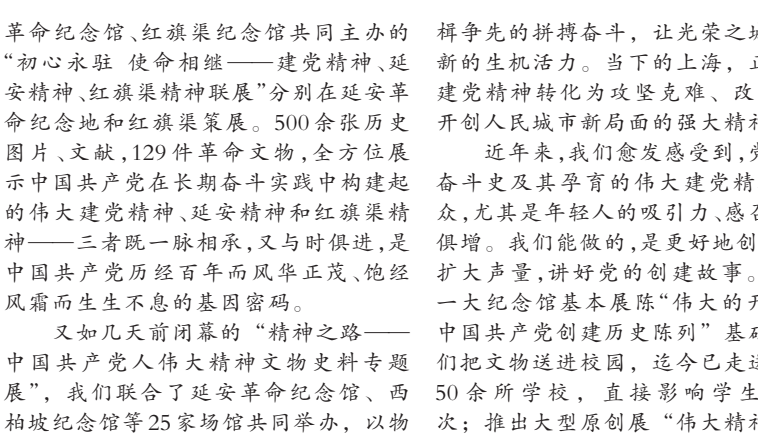 革命纪念馆、红旗渠纪念馆共同主办的
“初心永驻 使命相继——建党精神、延
安精神、红旗渠精神联展”分别在延安革
命纪念地和红旗渠策展。500余张历史
图片、文献,129件革命文物,全方位展
示中国共产党在长期奋斗实践中构建起
的伟大建党精神、延安精神和红旗渠精
神——三者既一脉相承,又与时俱进,是
中国共产党历经百年而风华正茂、饱经
风霜而生生不息的基因密码。
又如几天前闭幕的“精神之路——
中国共产党人伟大精神文物史料专题
展”，我们联合了延安革命纪念馆、西
柏坡纪念馆等25家场馆共同举办，以物
楫争先的拼搏奋斗，让光荣之城
新的生机活力。当下的上海，正
建党精神转化为攻坚克难、改
开创人民城市新局面的强大精神
近年来,我们愈发感受到,党
奋斗史及其孕育的伟大建党精
众,尤其是年轻人的吸引力、感召
俱增。我们能做的,是更好地创
扩大声量,讲好党的创建故事。
一大纪念馆基本展陈“伟大的开
中国共产党创建历史陈列”基础
们把文物送进校园，迄今已走进
50余所学校，直接影响学生
次；推出大型原创展“伟大精神